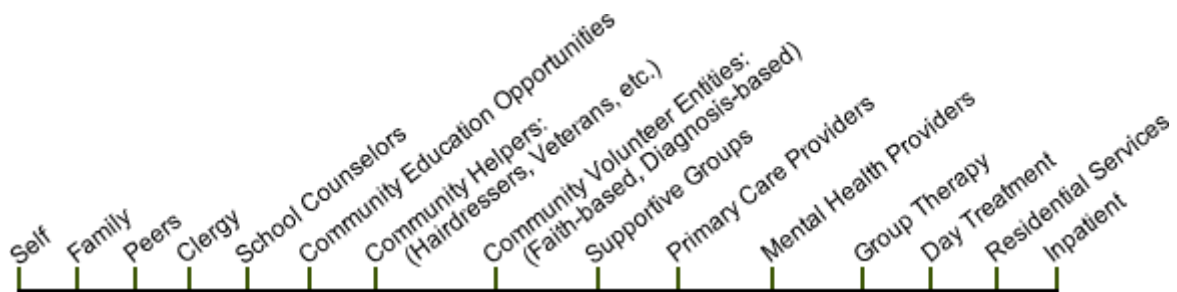 Self
Family
Peers
Clergy
School Counselors
Community Education Opportunities
Community Helpers:
(Hairdressers, Veterans, etc.)
Community Volunteer Entities:
(Faith-based, Diagnosis-based)
Supportive Groups
Primary Care Providers
Mental Health Providers
Group Therapy
Day Treatment
Residential Services
Inpatient